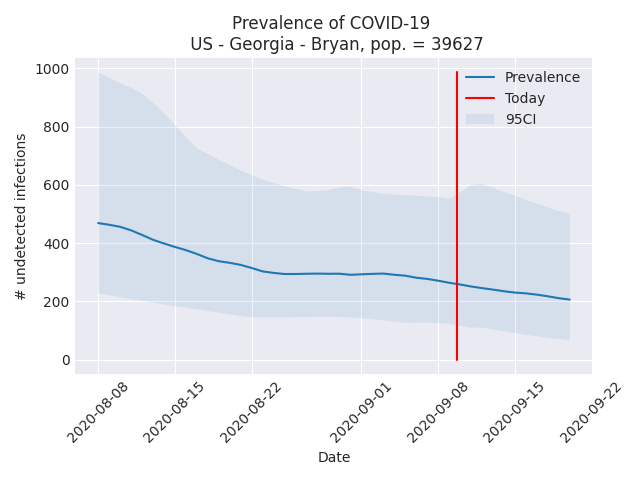 Prevalence of COVID-19
US - Georgia - Bryan, pop. = 39627
# undetected infections
1000
800
600
400
200
0
Prevalence
Today
95CI
2020-08-08
2020-08-15
2020-08-22
2020-09-01
2020-09-08
2020-09-15
2020-09-22
Date